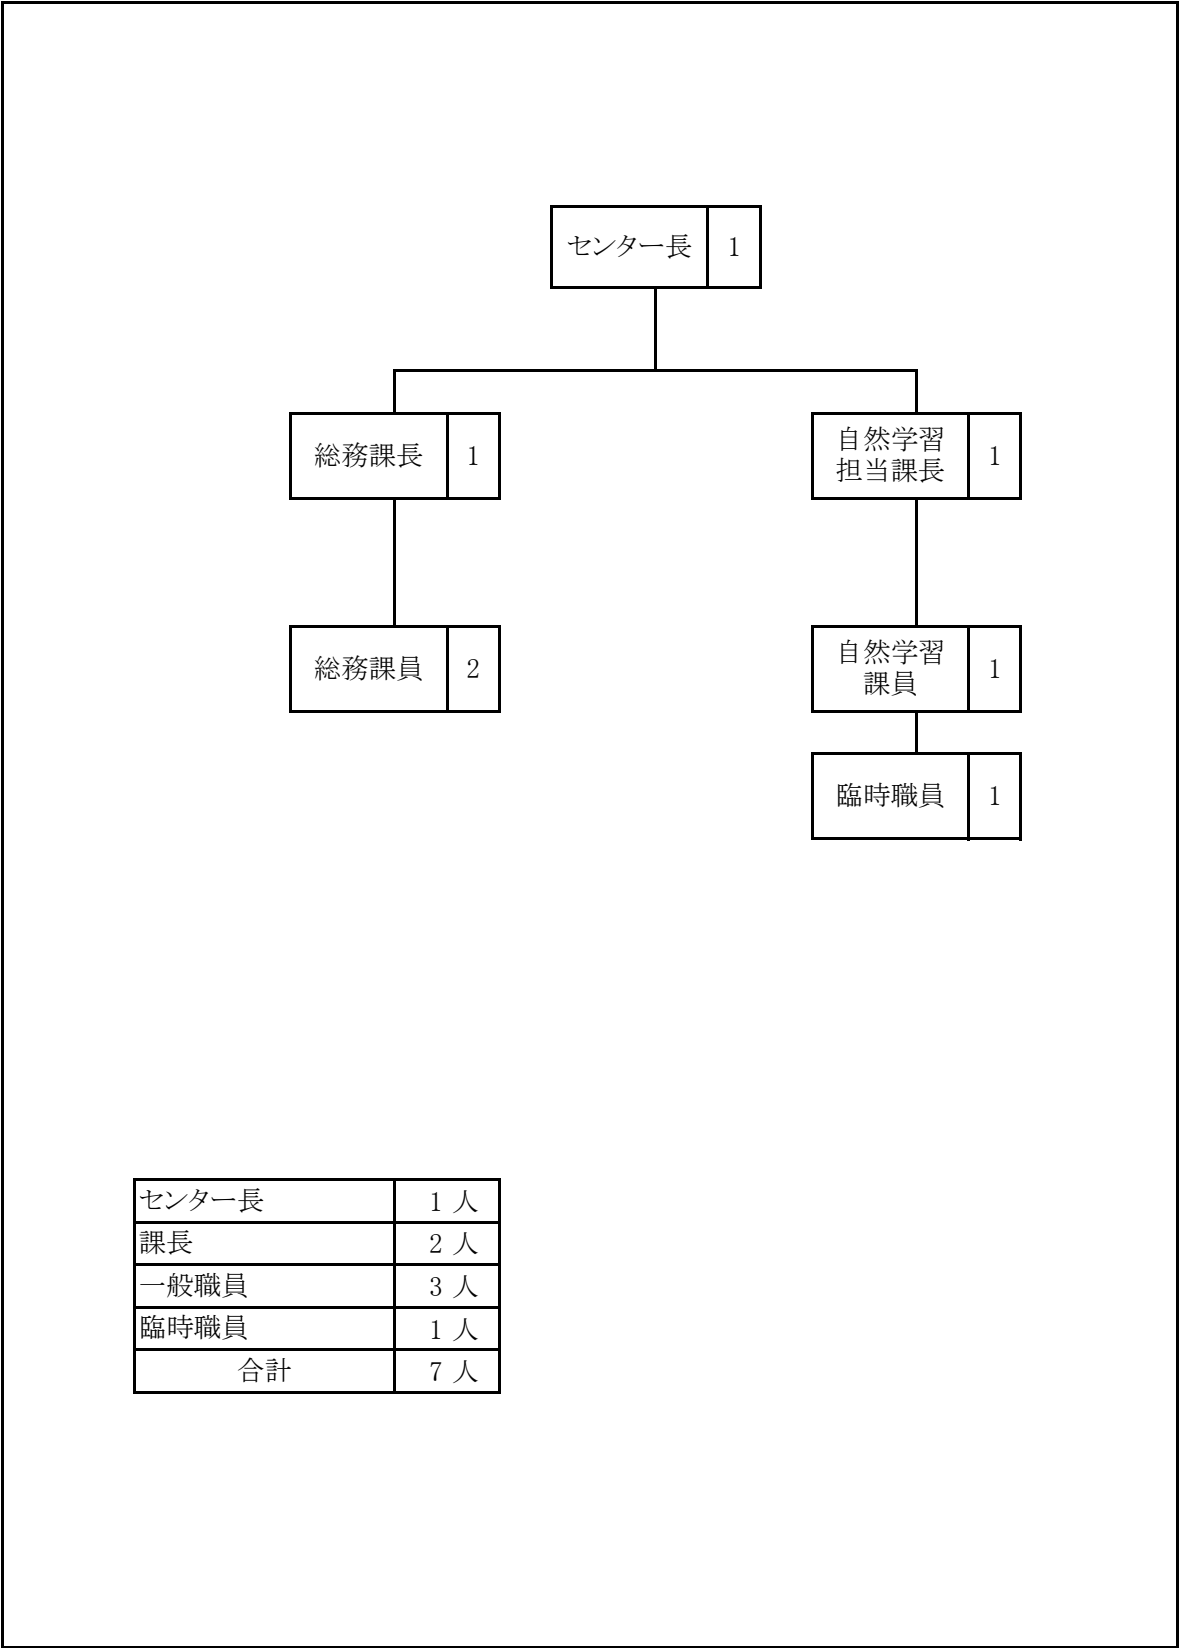 センター長 1
総務課長 1
自然学習
担当課長 1
総務課員 2
自然学習
課員 1
臨時職員 1
センター長 1 人
課長 2 人
一般職員 3 人
臨時職員 1 人
合計 7 人